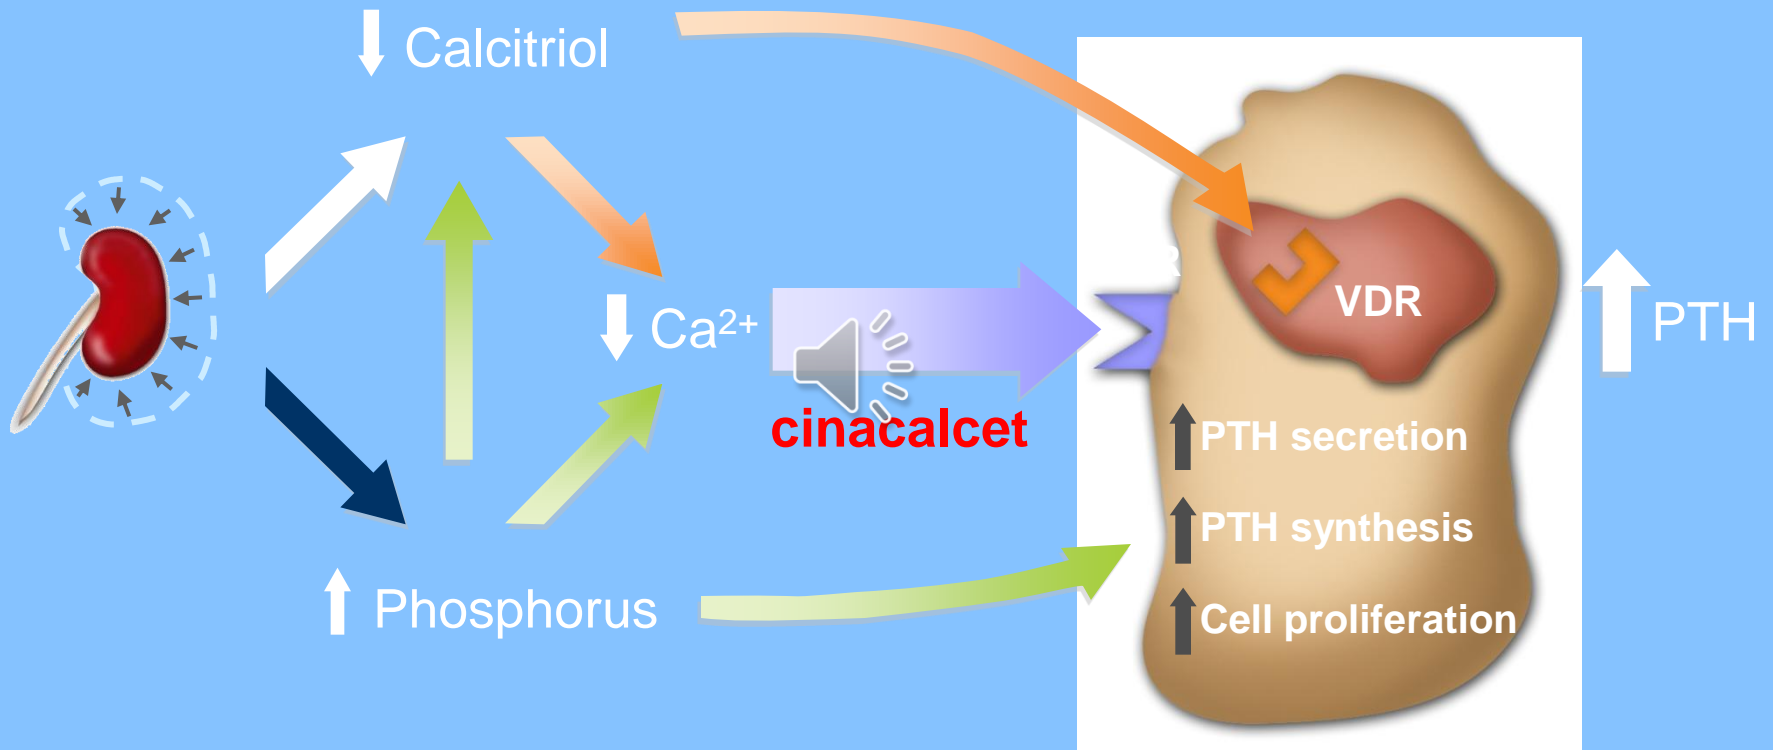 Calcitriol
R
VDR
Ca²⁺
PTH
cinacalcet
PTH secretion
PTH synthesis
Phosphorus
Cell proliferation